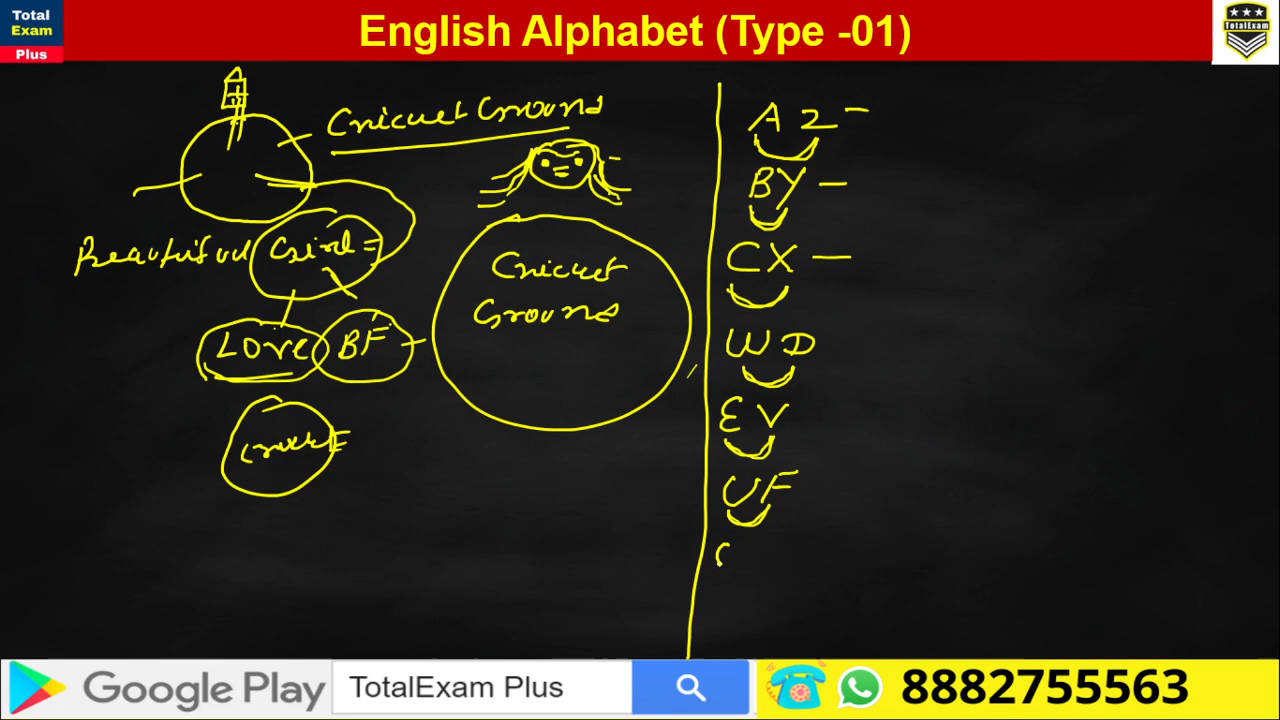 Total
Exam
Plus
English Alphabet (Type -01)
TotalExam
Cricket Ground
Beautiful Girl =
Love BF -
Cricket
Ground
A Z -
B Y -
C X -
W D
E V
U F
Google Play
TotalExam Plus
8882755563